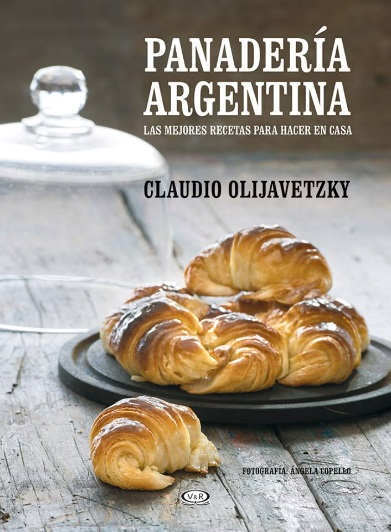 PANADERÍA
ARGENTINA
LAS MEJORES RECETAS PARA HACER EN CASA
CLAUDIO OLIJAVETZKY
FOTOGRAFÍA: ÁNGELA COPELLO
V&R